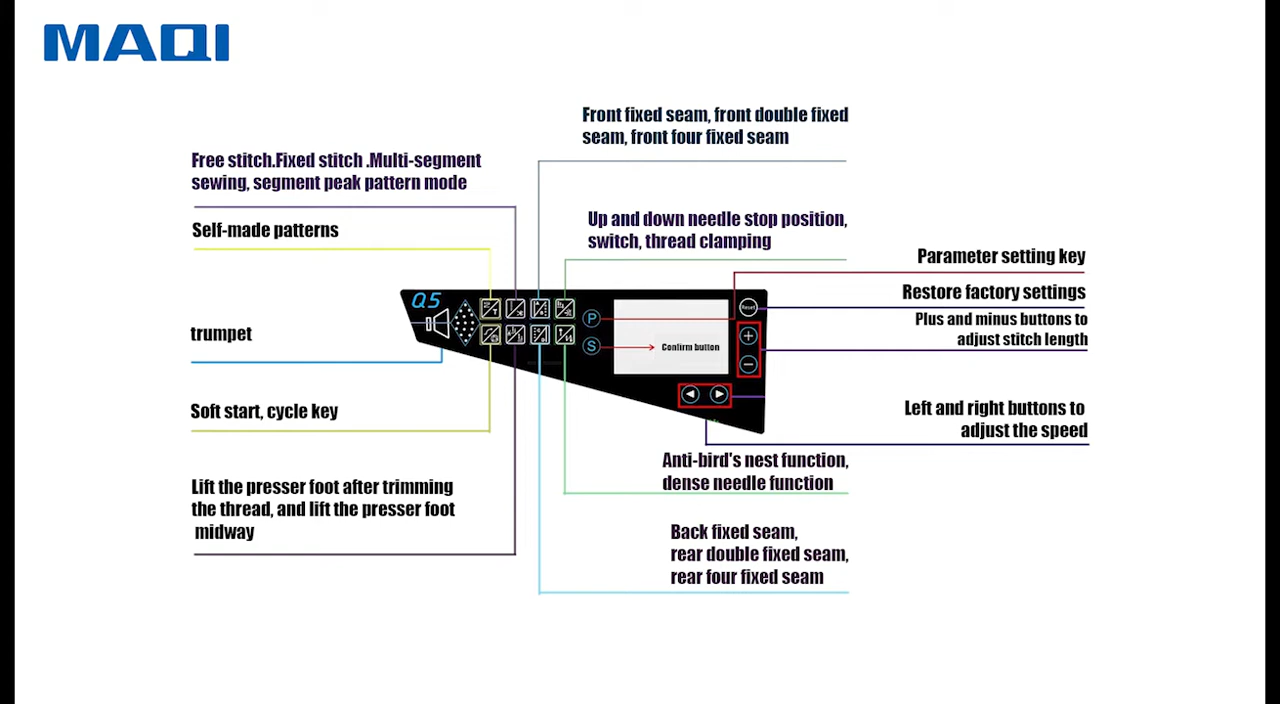 MAQI
Front fixed seam, front double fixed
seam, front four fixed seam
Free stitch.Fixed stitch .Multi-segment
sewing, segment peak pattern mode
Up and down needle stop position,
switch, thread clamping
Self-made patterns
Parameter setting key
Restore factory settings
Plus and minus buttons to
adjust stitch length
trumpet
Q5
P
S
Reset
Confirm button
Soft start, cycle key
Left and right buttons to
adjust the speed
Anti-bird's nest function,
dense needle function
Lift the presser foot after trimming
the thread, and lift the presser foot
midway
Back fixed seam,
rear double fixed seam,
rear four fixed seam